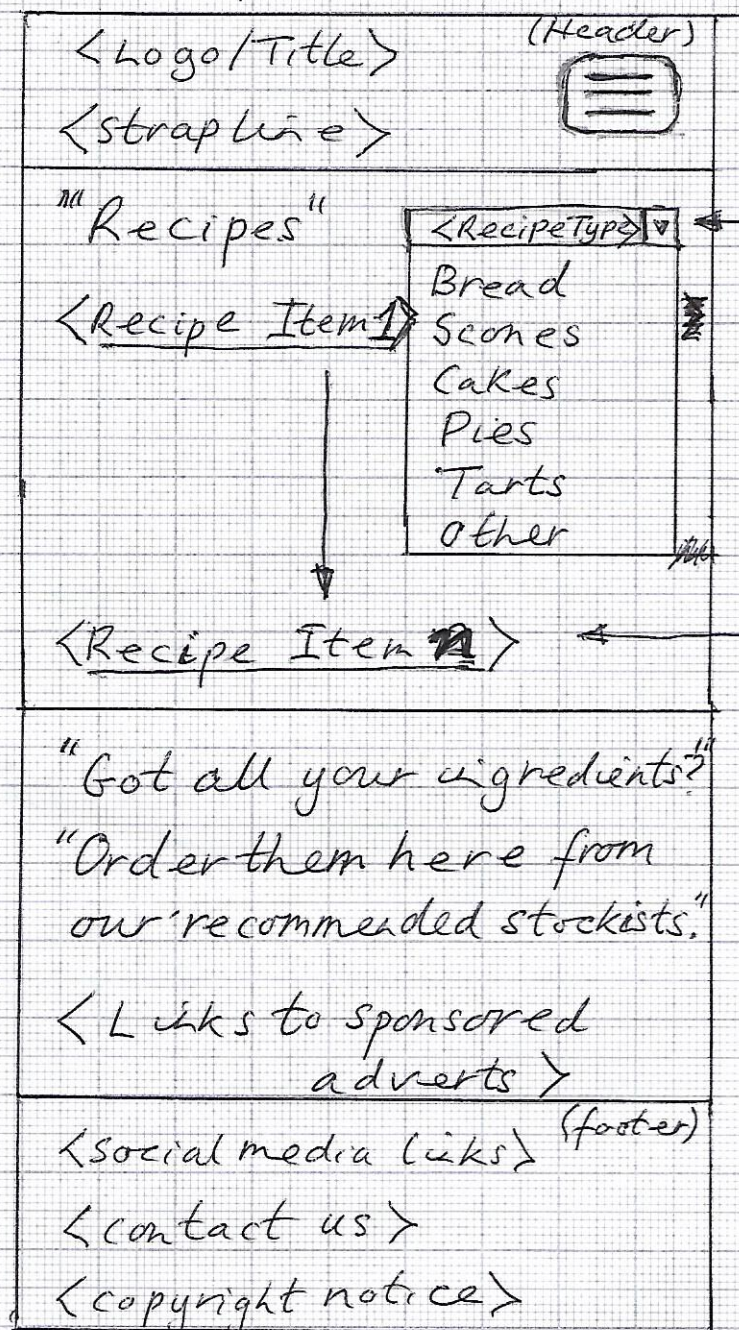 <Logo/Title> (Header)
<strapline>
"Recipes"
<RecipeType>
Bread
<Recipe Item 1>
Scones
Cakes
Pies
Tarts
Other
<Recipe Item n>
"Got all your ingredients?"
"Order them here from
our recommended stockists."
<Links to sponsored
adverts>
<social media links> (footer)
<contact us>
<copyright notice>